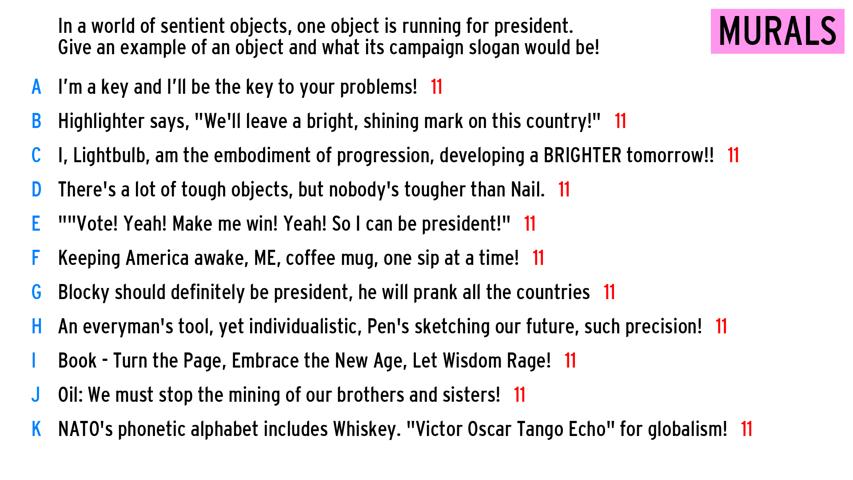 In a world of sentient objects, one object is running for president.
Give an example of an object and what its campaign slogan would be!
MURALS
A I'm a key and I'll be the key to your problems! 11
B Highlighter says, "We'll leave a bright, shining mark on this country!" 11
C I, Lightbulb, am the embodiment of progression, developing a BRIGHTER tomorrow!! 11
D There's a lot of tough objects, but nobody's tougher than Nail. 11
E ""Vote! Yeah! Make me win! Yeah! So I can be president!" 11
F Keeping America awake, ME, coffee mug, one sip at a time! 11
G Blocky should definitely be president, he will prank all the countries 11
H An everyman's tool, yet individualistic, Pen's sketching our future, such precision! 11
I Book - Turn the Page, Embrace the New Age, Let Wisdom Rage! 11
J Oil: We must stop the mining of our brothers and sisters! 11
K NATO's phonetic alphabet includes Whiskey. "Victor Oscar Tango Echo" for globalism! 11